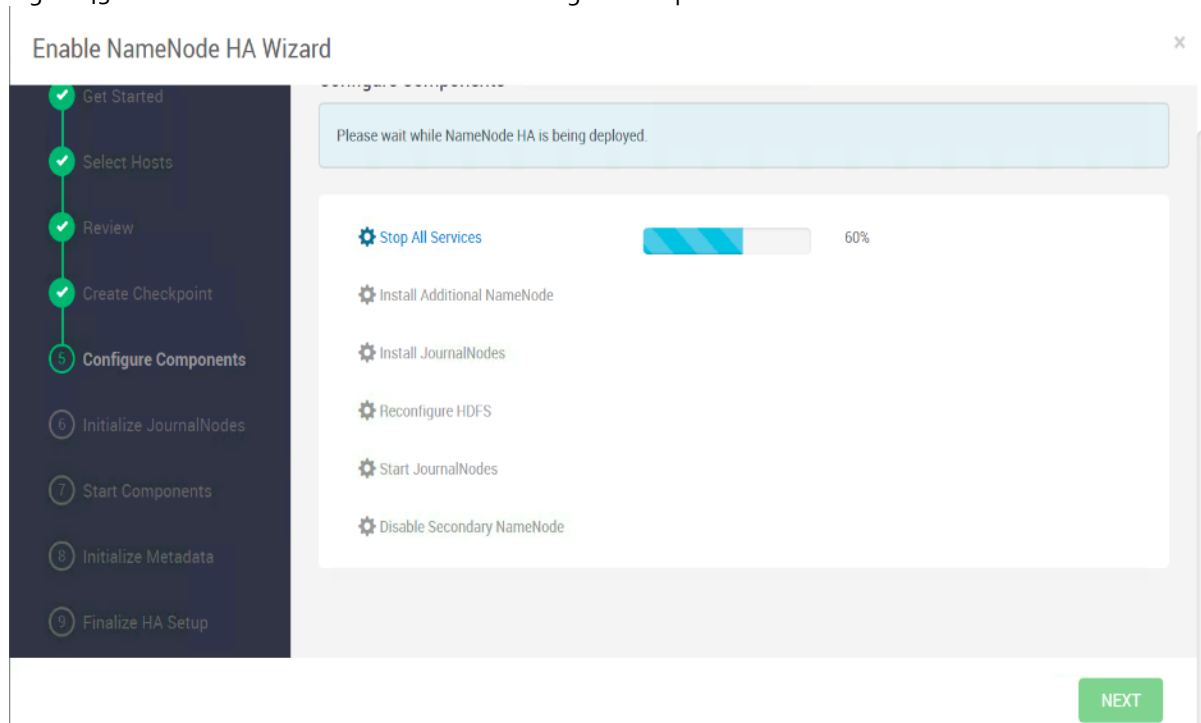 Enable NameNode HA Wizard
×
Get Started
Select Hosts
Review
Create Checkpoint
5 Configure Components
6 Initialize JournalNodes
7 Start Components
8 Initialize Metadata
9 Finalize HA Setup
Configure Components
Please wait while NameNode HA is being deployed.
Stop All Services 60%
Install Additional NameNode
Install JournalNodes
Reconfigure HDFS
Start JournalNodes
Disable Secondary NameNode
NEXT